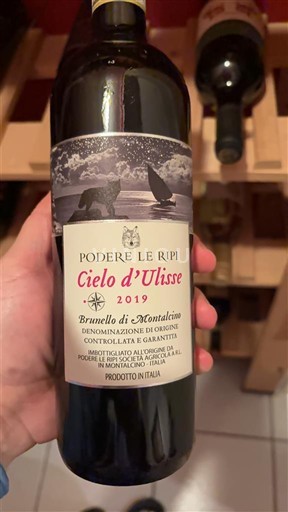 PODERE LE RIPI
Cielo d'Ulisse
2019
Brunello di Montalcino
DENOMINAZIONE DI ORIGINE
CONTROLLATA E GARANTITA
IMBOTTIGLIATO ALL'ORIGINE DA
PODERE LE RIPI SOCIETÀ AGRICOLA A R.L.
IN MONTALCINO - ITALIA
PRODOTTO IN ITALIA